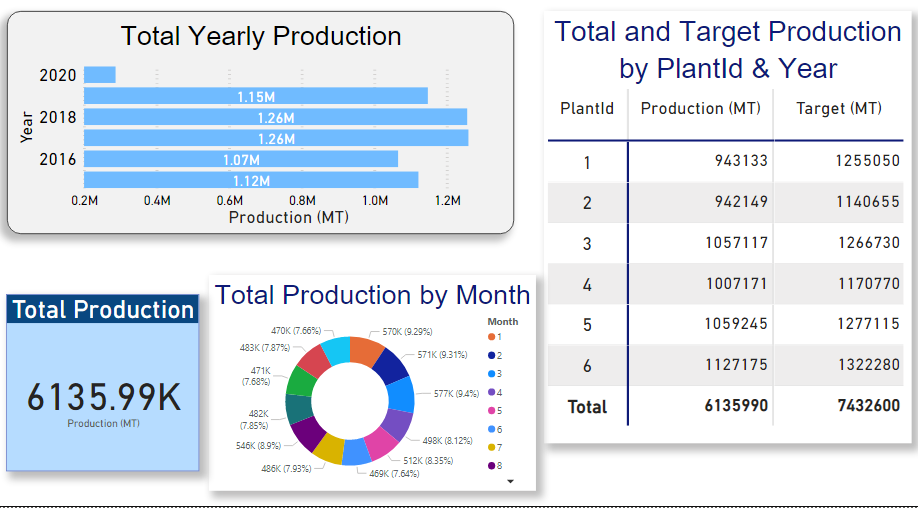 Total Yearly Production
2020
1.15M
2018
1.26M
1.26M
2016
1.07M
1.12M
Year
0.2M 0.4M 0.6M 0.8M 1.0M 1.2M
Production (MT)
Total and Target Production
by PlantId & Year
PlantId Production (MT) Target (MT)
1 943133 1255050
2 942149 1140655
3 1057117 1266730
4 1007171 1170770
5 1059245 1277115
6 1127175 1322280
Total 6135990 7432600
Total Production
6135.99K
Production (MT)
Total Production by Month
570K (9.29%)
571K (9.31%)
577K (9.4%)
498K (8.12%)
512K (8.35%)
469K (7.64%)
486K (7.93%)
546K (8.9%)
482K
(7.85%)
471K
(7.68%)
483K (7.87%)
470K (7.66%)
Month
1
2
3
4
5
6
7
8